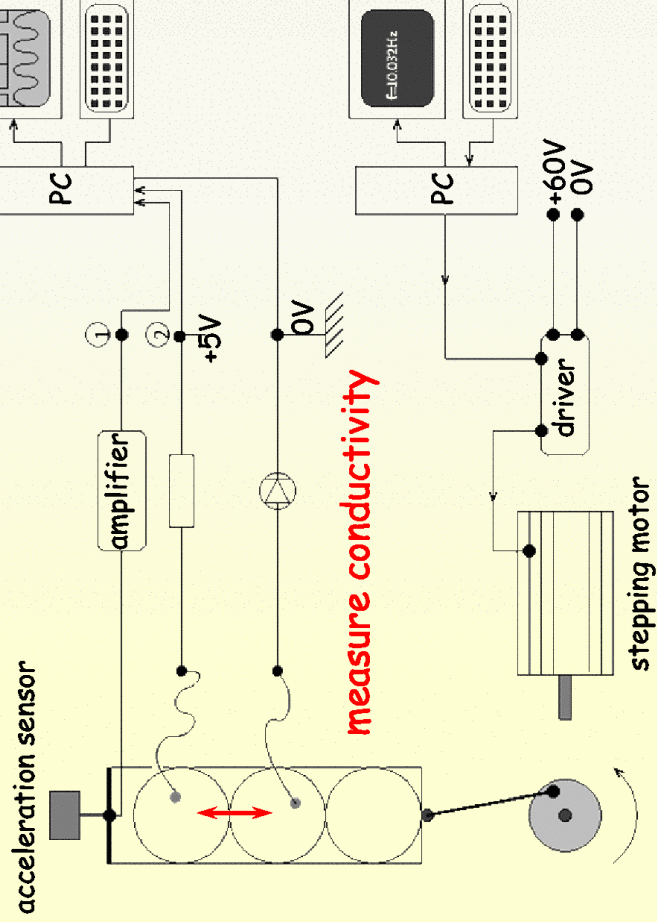 f=10.032Hz
PC
PC
+60V
0V
1
2
+5V
0V
amplifier
driver
measure conductivity
stepping motor
acceleration sensor